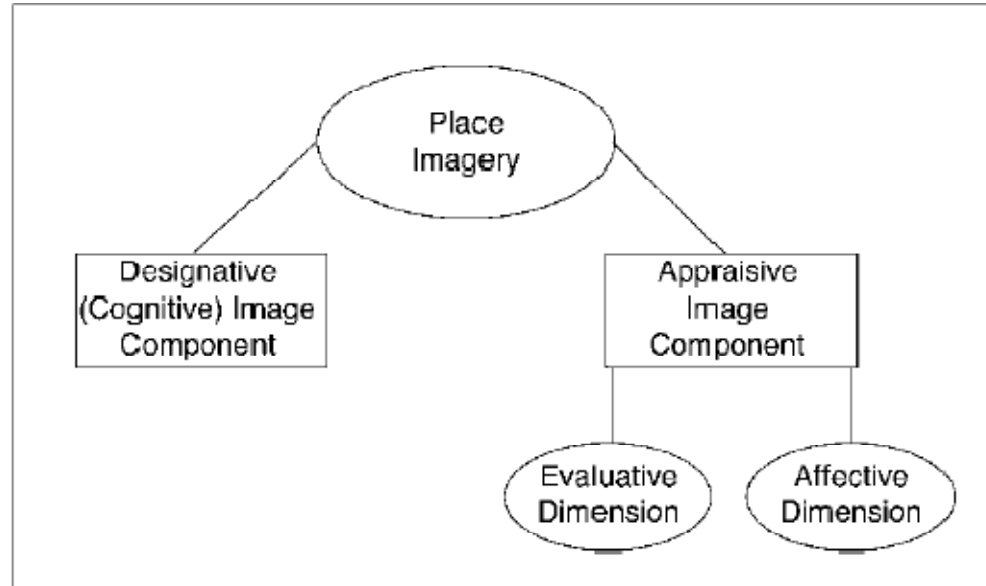 Place
Imagery
Designative
(Cognitive) Image
Component
Appraisive
Image
Component
Evaluative
Dimension
Affective
Dimension